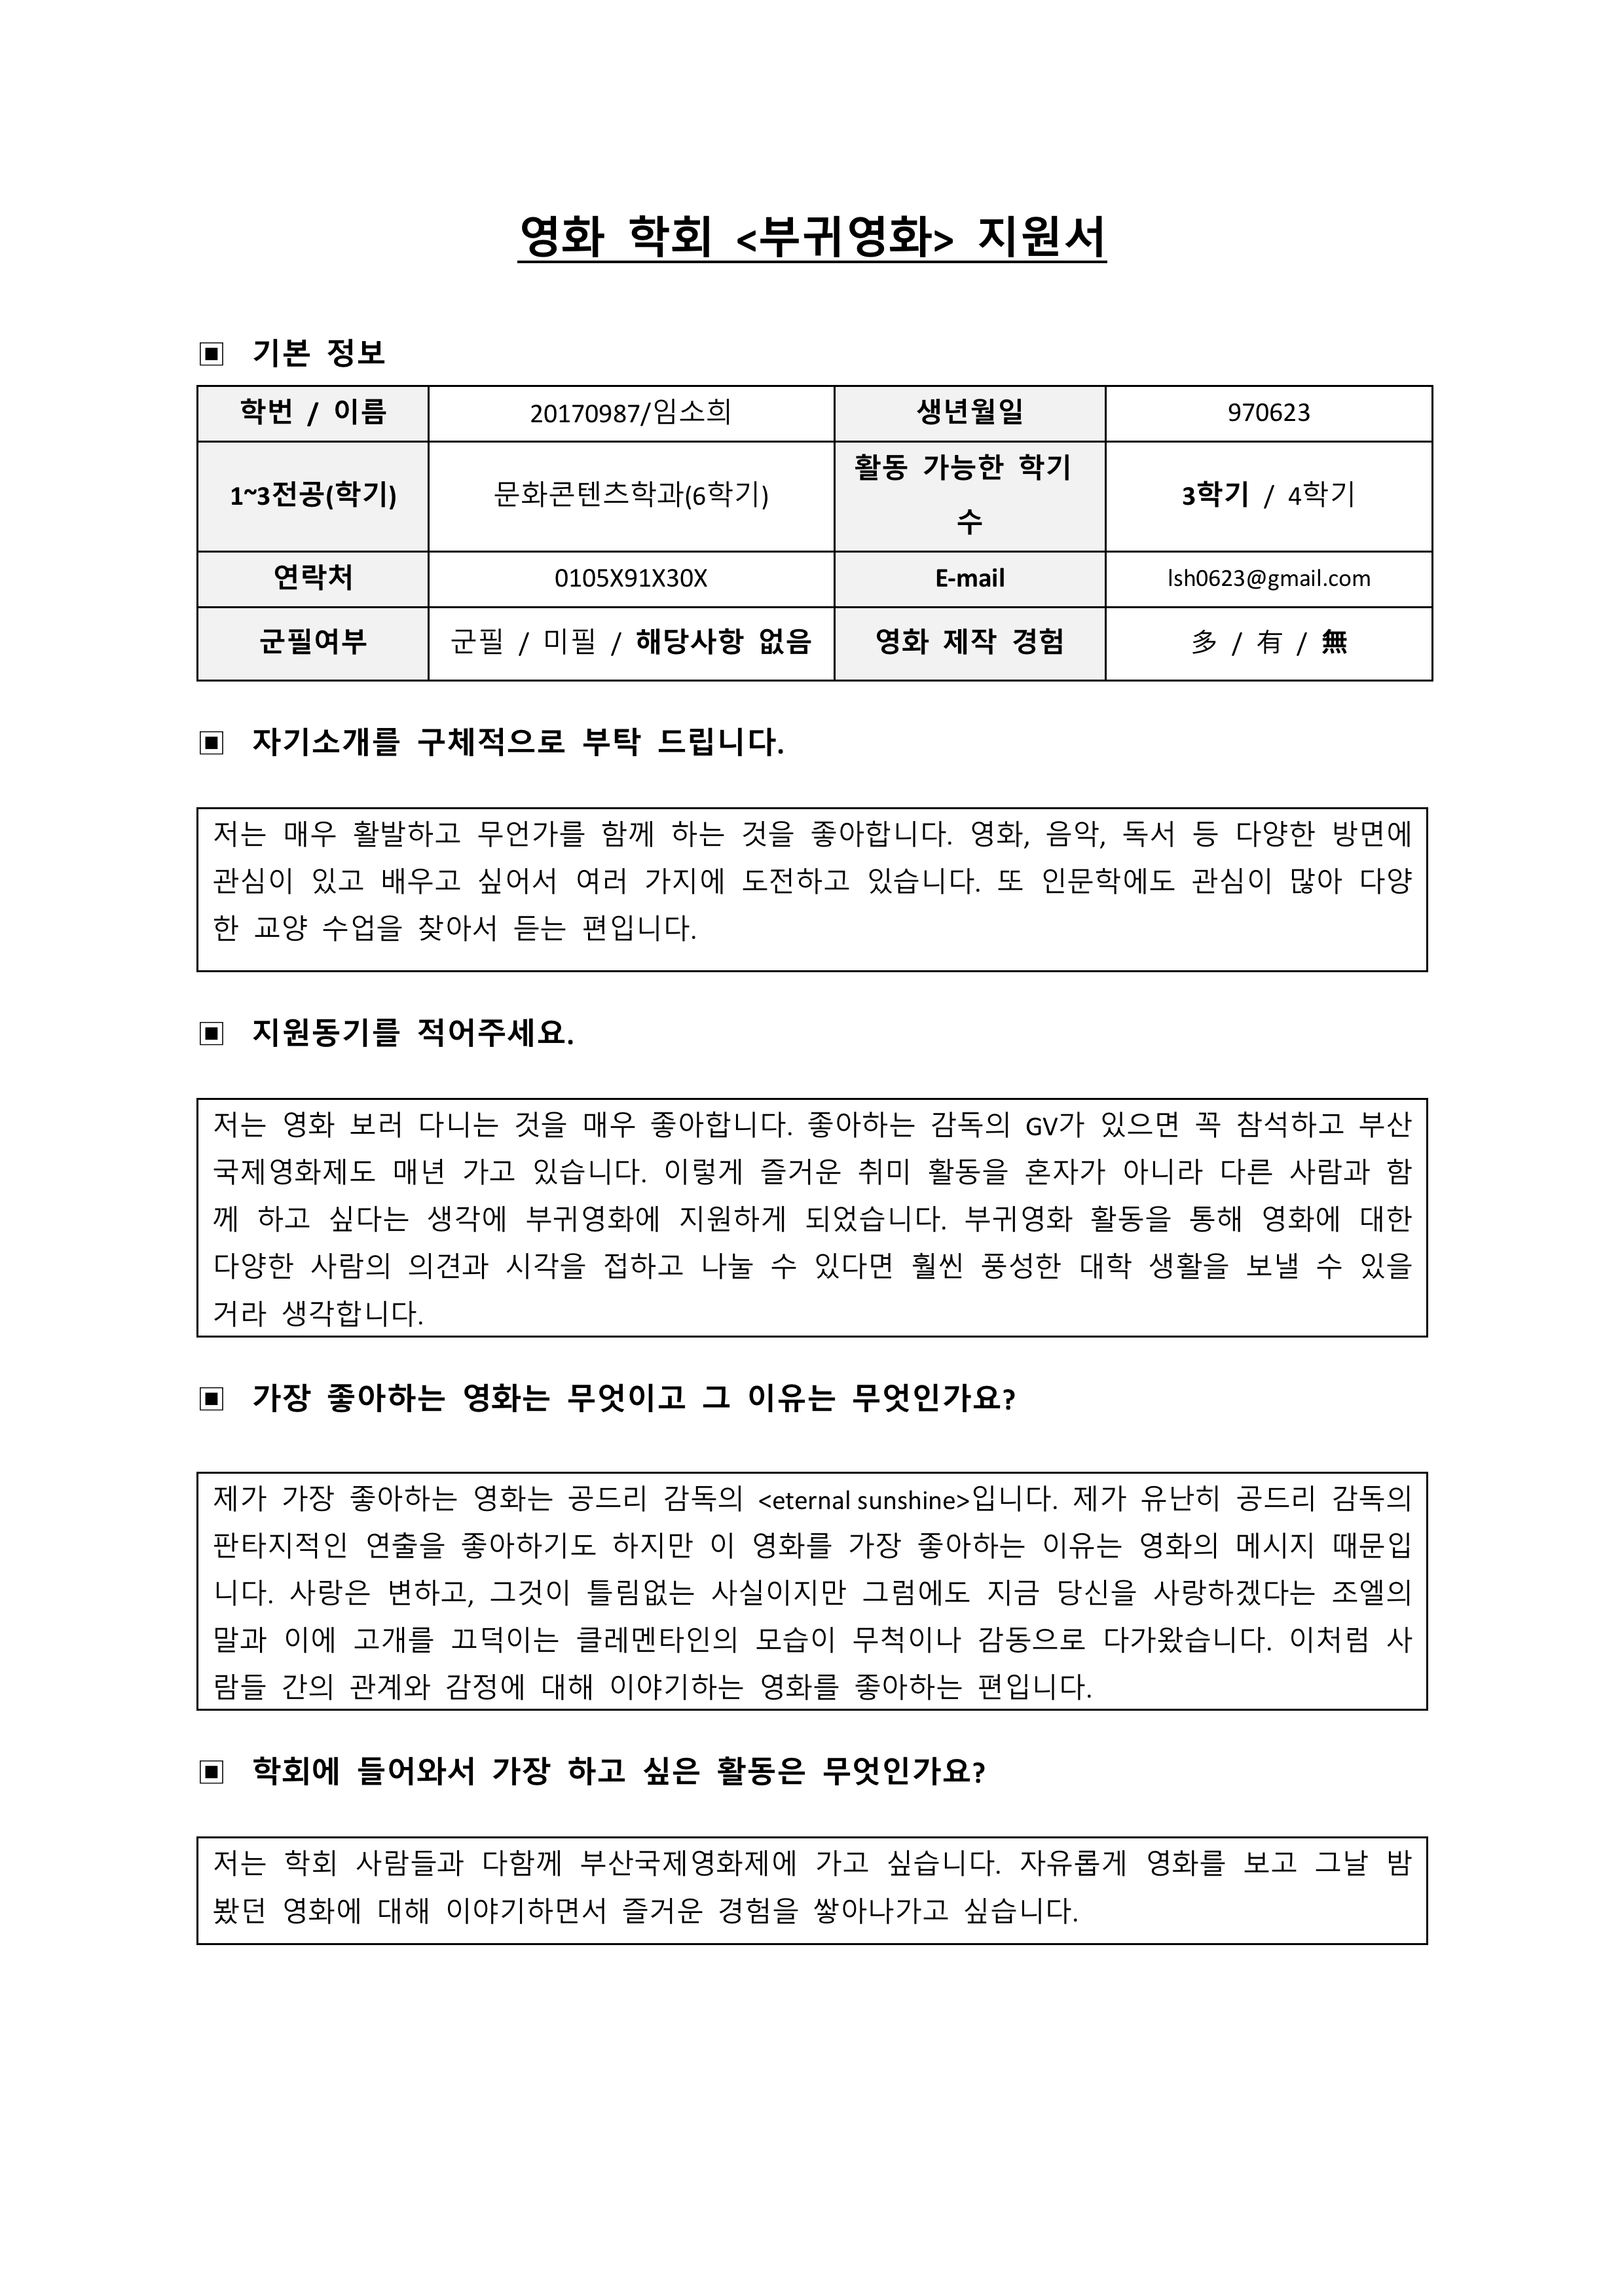 영화 학회 <부귀영화> 지원서
▣ 기본 정보
학번 / 이름 20170987/임소희 생년월일 970623
1~3전공(학기) 문화콘텐츠학과(6학기) 활동 가능한 학기 수 3학기 / 4학기
연락처 0105X91X30X E-mail lsh0623@gmail.com
군필여부 군필 / 미필 / 해당사항 없음 영화 제작 경험 多 / 有 / 無
▣ 자기소개를 구체적으로 부탁 드립니다.
저는 매우 활발하고 무언가를 함께 하는 것을 좋아합니다. 영화, 음악, 독서 등 다양한 방면에
관심이 있고 배우고 싶어서 여러 가지에 도전하고 있습니다. 또 인문학에도 관심이 많아 다양
한 교양 수업을 찾아서 듣는 편입니다.
▣ 지원동기를 적어주세요.
저는 영화 보러 다니는 것을 매우 좋아합니다. 좋아하는 감독의 GV가 있으면 꼭 참석하고 부산
국제영화제도 매년 가고 있습니다. 이렇게 즐거운 취미 활동을 혼자가 아니라 다른 사람과 함
께 하고 싶다는 생각에 부귀영화에 지원하게 되었습니다. 부귀영화 활동을 통해 영화에 대한
다양한 사람의 의견과 시각을 접하고 나눌 수 있다면 훨씬 풍성한 대학 생활을 보낼 수 있을
거라 생각합니다.
▣ 가장 좋아하는 영화는 무엇이고 그 이유는 무엇인가요?
제가 가장 좋아하는 영화는 공드리 감독의 <eternal sunshine>입니다. 제가 유난히 공드리 감독의
판타지적인 연출을 좋아하기도 하지만 이 영화를 가장 좋아하는 이유는 영화의 메시지 때문입
니다. 사랑은 변하고, 그것이 틀림없는 사실이지만 그럼에도 지금 당신을 사랑하겠다는 조엘의
말과 이에 고개를 끄덕이는 클레멘타인의 모습이 무척이나 감동으로 다가왔습니다. 이처럼 사
람들 간의 관계와 감정에 대해 이야기하는 영화를 좋아하는 편입니다.
▣ 학회에 들어와서 가장 하고 싶은 활동은 무엇인가요?
저는 학회 사람들과 다함께 부산국제영화제에 가고 싶습니다. 자유롭게 영화를 보고 그날 밤
봤던 영화에 대해 이야기하면서 즐거운 경험을 쌓아나가고 싶습니다.